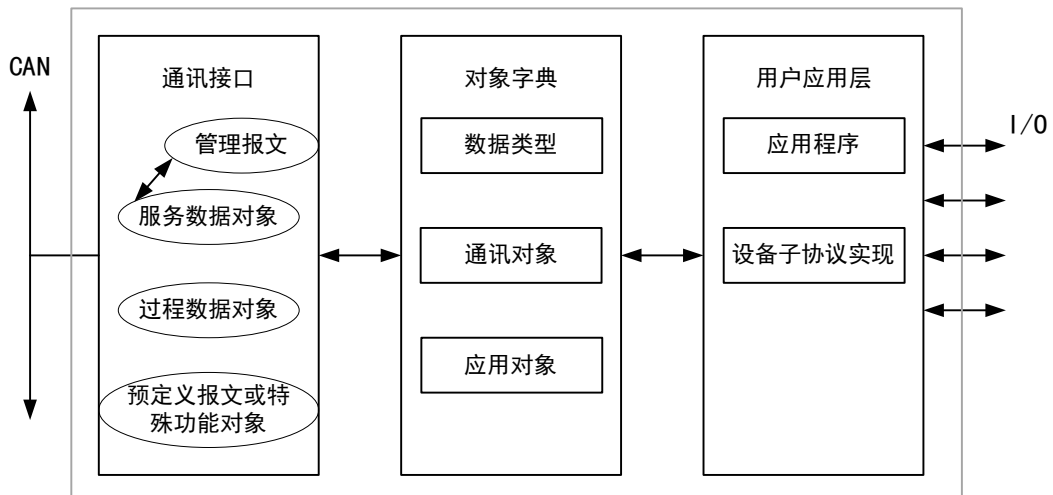 CAN
通讯接口
管理报文
服务数据对象
过程数据对象
预定义报文或特
殊功能对象
对象字典
数据类型
通讯对象
应用对象
用户应用层
应用程序
设备子协议实现
I/O